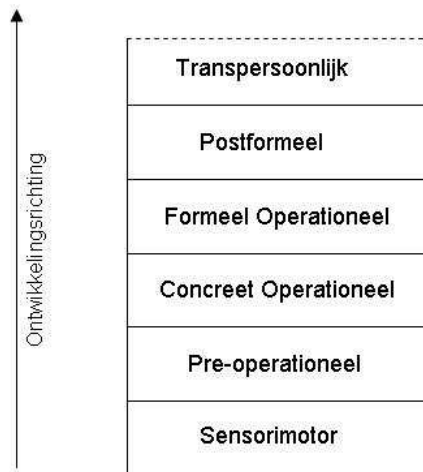 Transpersoonlijk
Postformeel
Formeel Operationeel
Concreet Operationeel
Pre-operationeel
Sensorimotor
Ontwikkelingsrichting